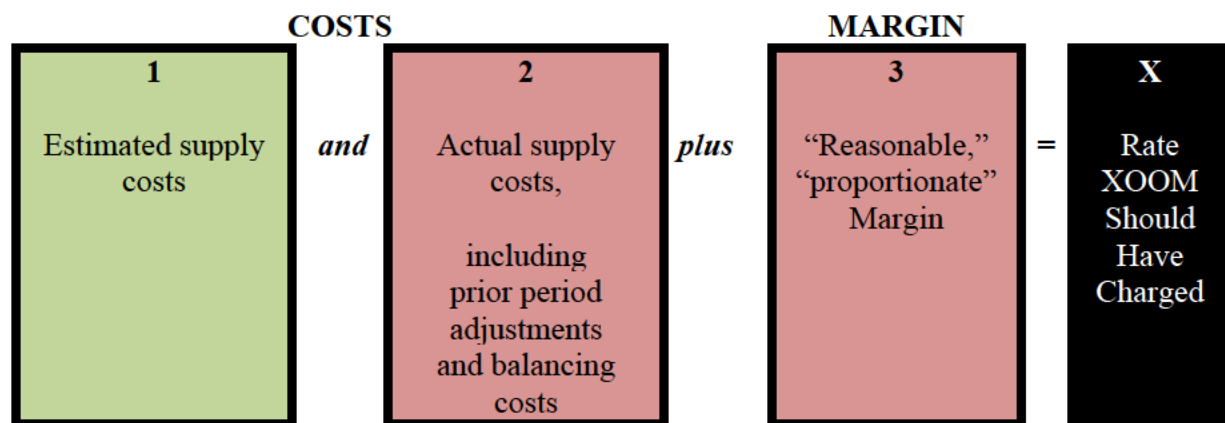 COSTS
MARGIN
1
Estimated supply
costs
and
2
Actual supply
costs,
including
prior period
adjustments
and balancing
costs
plus
3
“Reasonable,”
“proportionate”
Margin
=
X
Rate
XOOM
Should
Have
Charged